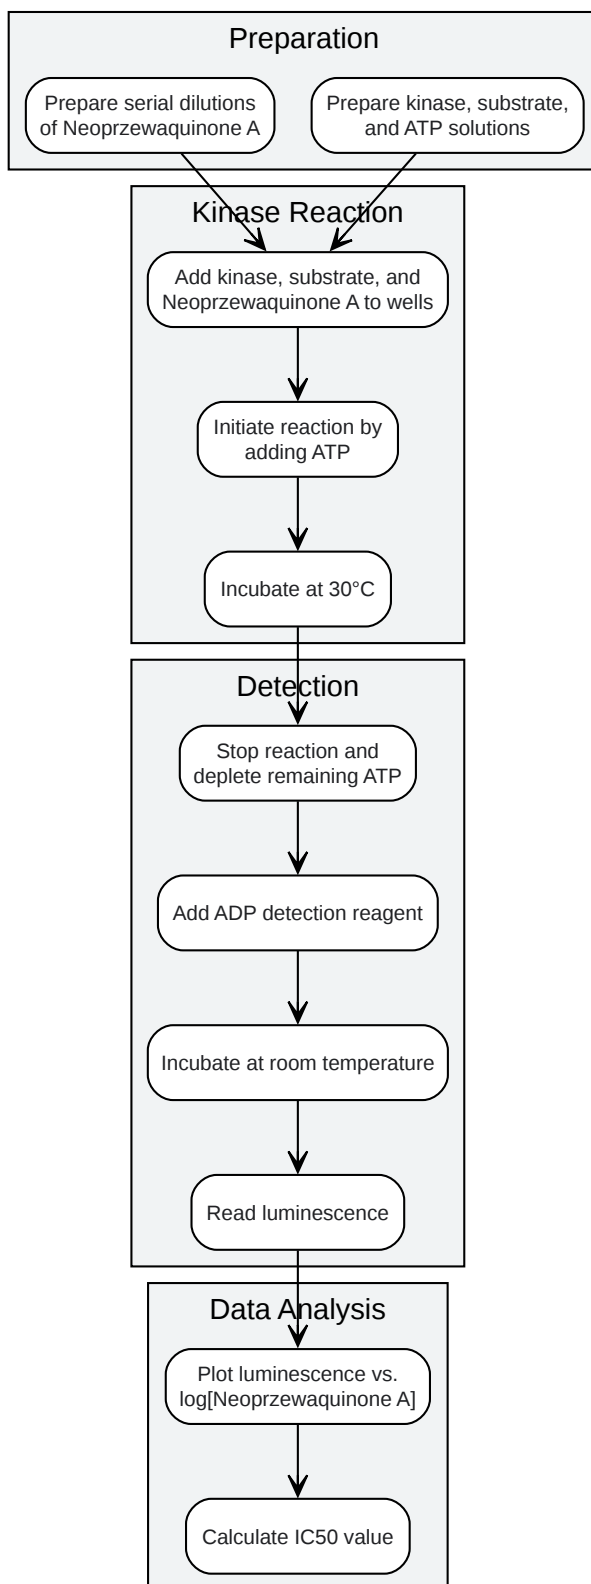 Preparation
Prepare serial dilutions
of Neoprzewaquinone A
Prepare kinase, substrate,
and ATP solutions
Kinase Reaction
Add kinase, substrate, and
Neoprzewaquinone A to wells
Initiate reaction by
adding ATP
Incubate at 30°C
Detection
Stop reaction and
deplete remaining ATP
Add ADP detection reagent
Incubate at room temperature
Read luminescence
Data Analysis
Plot luminescence vs.
log[Neoprzewaquinone A]
Calculate IC50 value